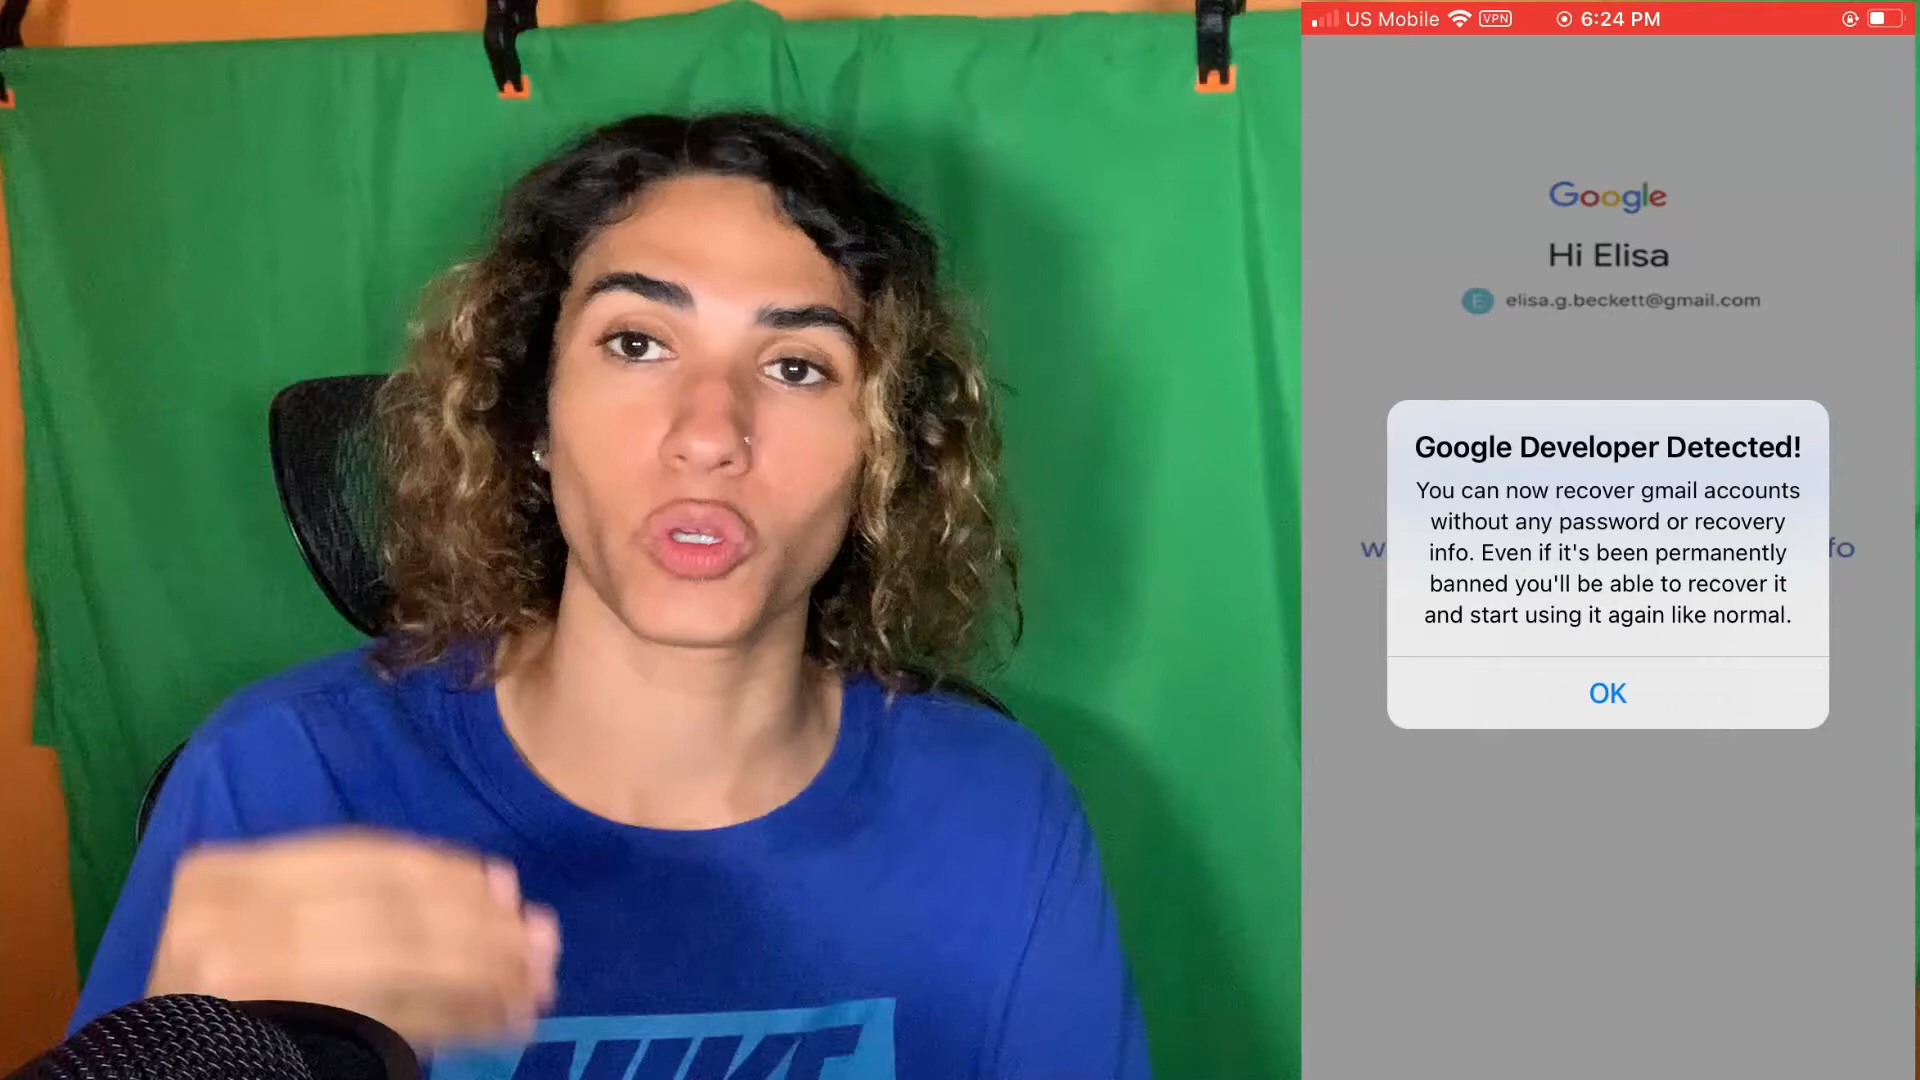 US Mobile VPN 6:24 PM
Google
Hi Elisa
E elisa.g.beckett@gmail.com
Google Developer Detected!
You can now recover gmail accounts
without any password or recovery
info. Even if it's been permanently
banned you'll be able to recover it
and start using it again like normal.
w
fo
OK
NIKE